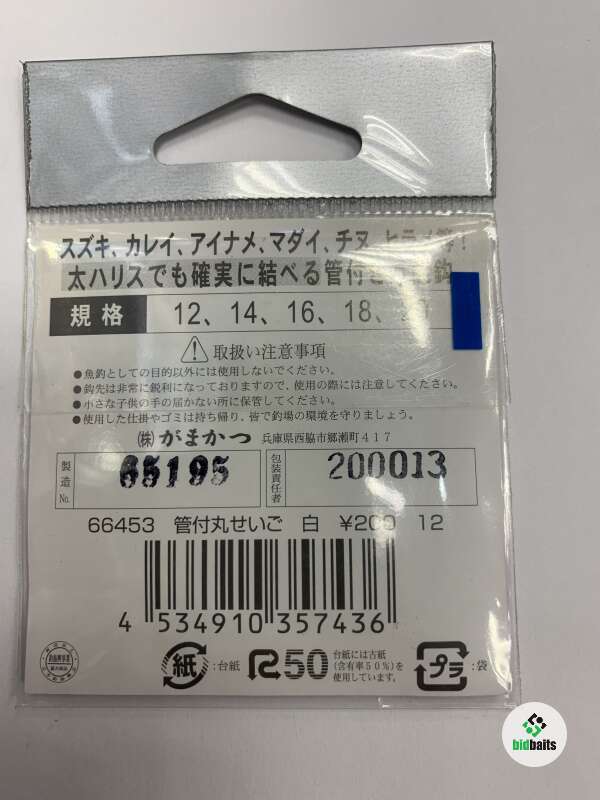 スズキ、カレイ、アイナメ、マダイ、チヌ、ヒラメ等！
太ハリスでも確実に結べる管付き
規格 12、14、16、18、
取扱い注意事項
●魚釣としての目的以外には使用しないでください。
●鈎先は非常に鋭利になっておりますので、使用の際には注意してください。
●小さな子供の手の届かない所に保管してください。
●使用した仕掛やゴミは持ち帰り、皆で釣場の環境を守りましょう。
㈱がまかつ 兵庫県西脇市郷瀬町417
製造No. 65195 包装責任者 200013
66453 管付丸せいご 白 ¥200 12
4 534910 357436
紙 :台紙 R50 台紙には古紙
(含有率50%)を
使用しています。
プラ :袋
bidbaits